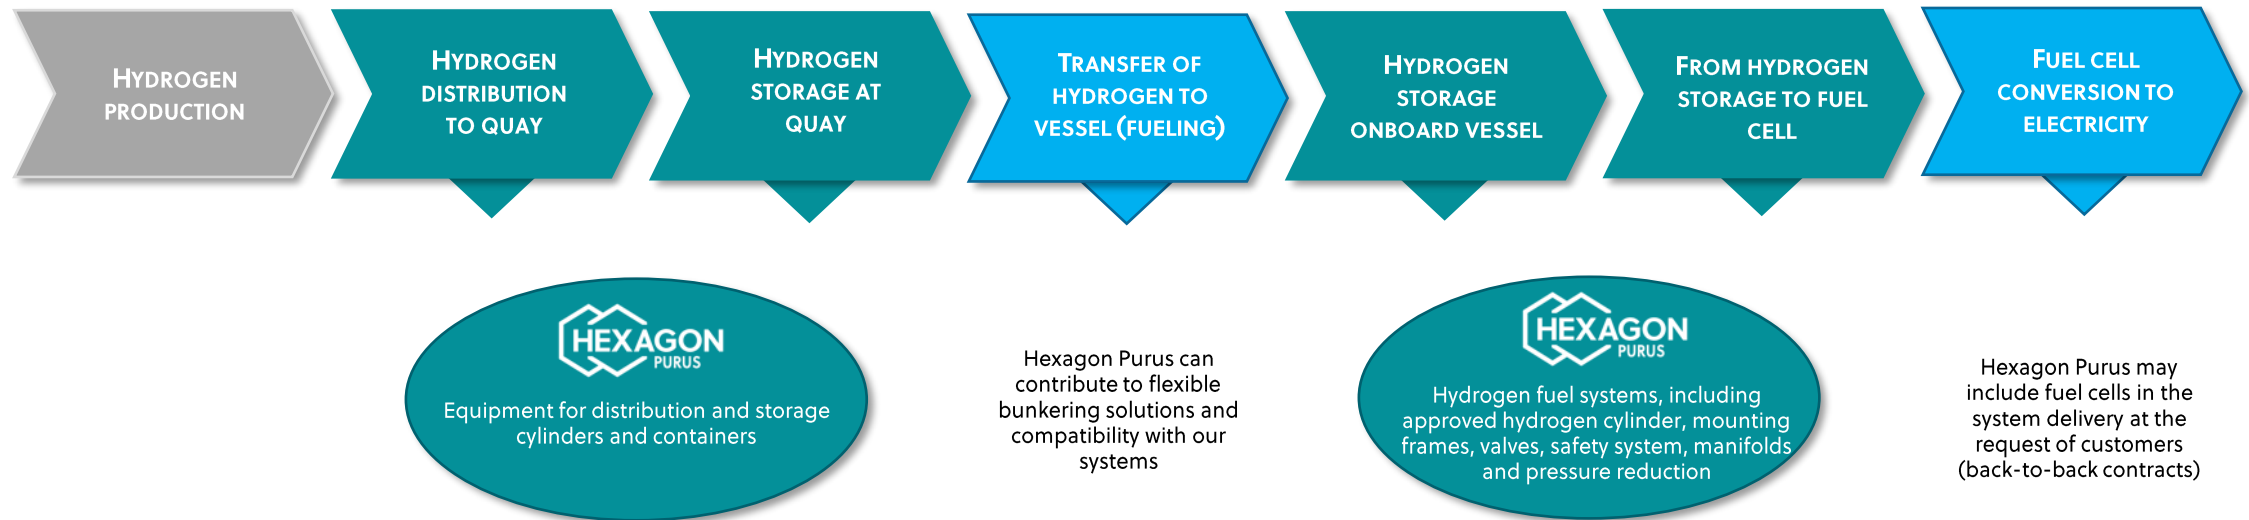 HYDROGEN
PRODUCTION
HYDROGEN
DISTRIBUTION
TO QUAY
HYDROGEN
STORAGE AT
QUAY
TRANSFER OF
HYDROGEN TO
VESSEL (FUELING)
HYDROGEN
STORAGE
ONBOARD VESSEL
FROM HYDROGEN
STORAGE TO FUEL
CELL
FUEL CELL
CONVERSION TO
ELECTRICITY
HEXAGON
PURUS
Equipment for distribution and storage
cylinders and containers
Hexagon Purus can
contribute to flexible
bunkering solutions and
compatibility with our
systems
HEXAGON
PURUS
Hydrogen fuel systems, including
approved hydrogen cylinder, mounting
frames, valves, safety system, manifolds
and pressure reduction
Hexagon Purus may
include fuel cells in the
system delivery at the
request of customers
(back-to-back contracts)